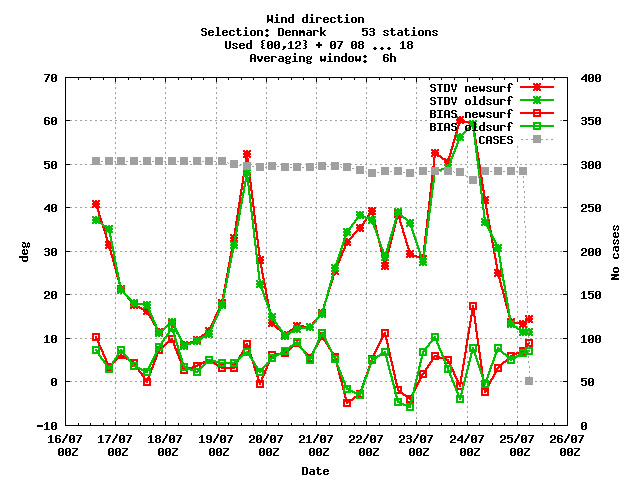 Wind direction
Selection: Denmark 53 stations
Used {00,12} + 07 08 ... 18
Averaging window: 6h
70 400
STDV newsurf
STDV oldsurf
BIAS newsurf
BIAS oldsurf
CASES
60 350
50 300
40 250
30 200
20 150
10 100
0 50
-10 0
deg
No cases
16/07 17/07 18/07 19/07 20/07 21/07 22/07 23/07 24/07 25/07 26/07
00Z 00Z 00Z 00Z 00Z 00Z 00Z 00Z 00Z 00Z 00Z
Date